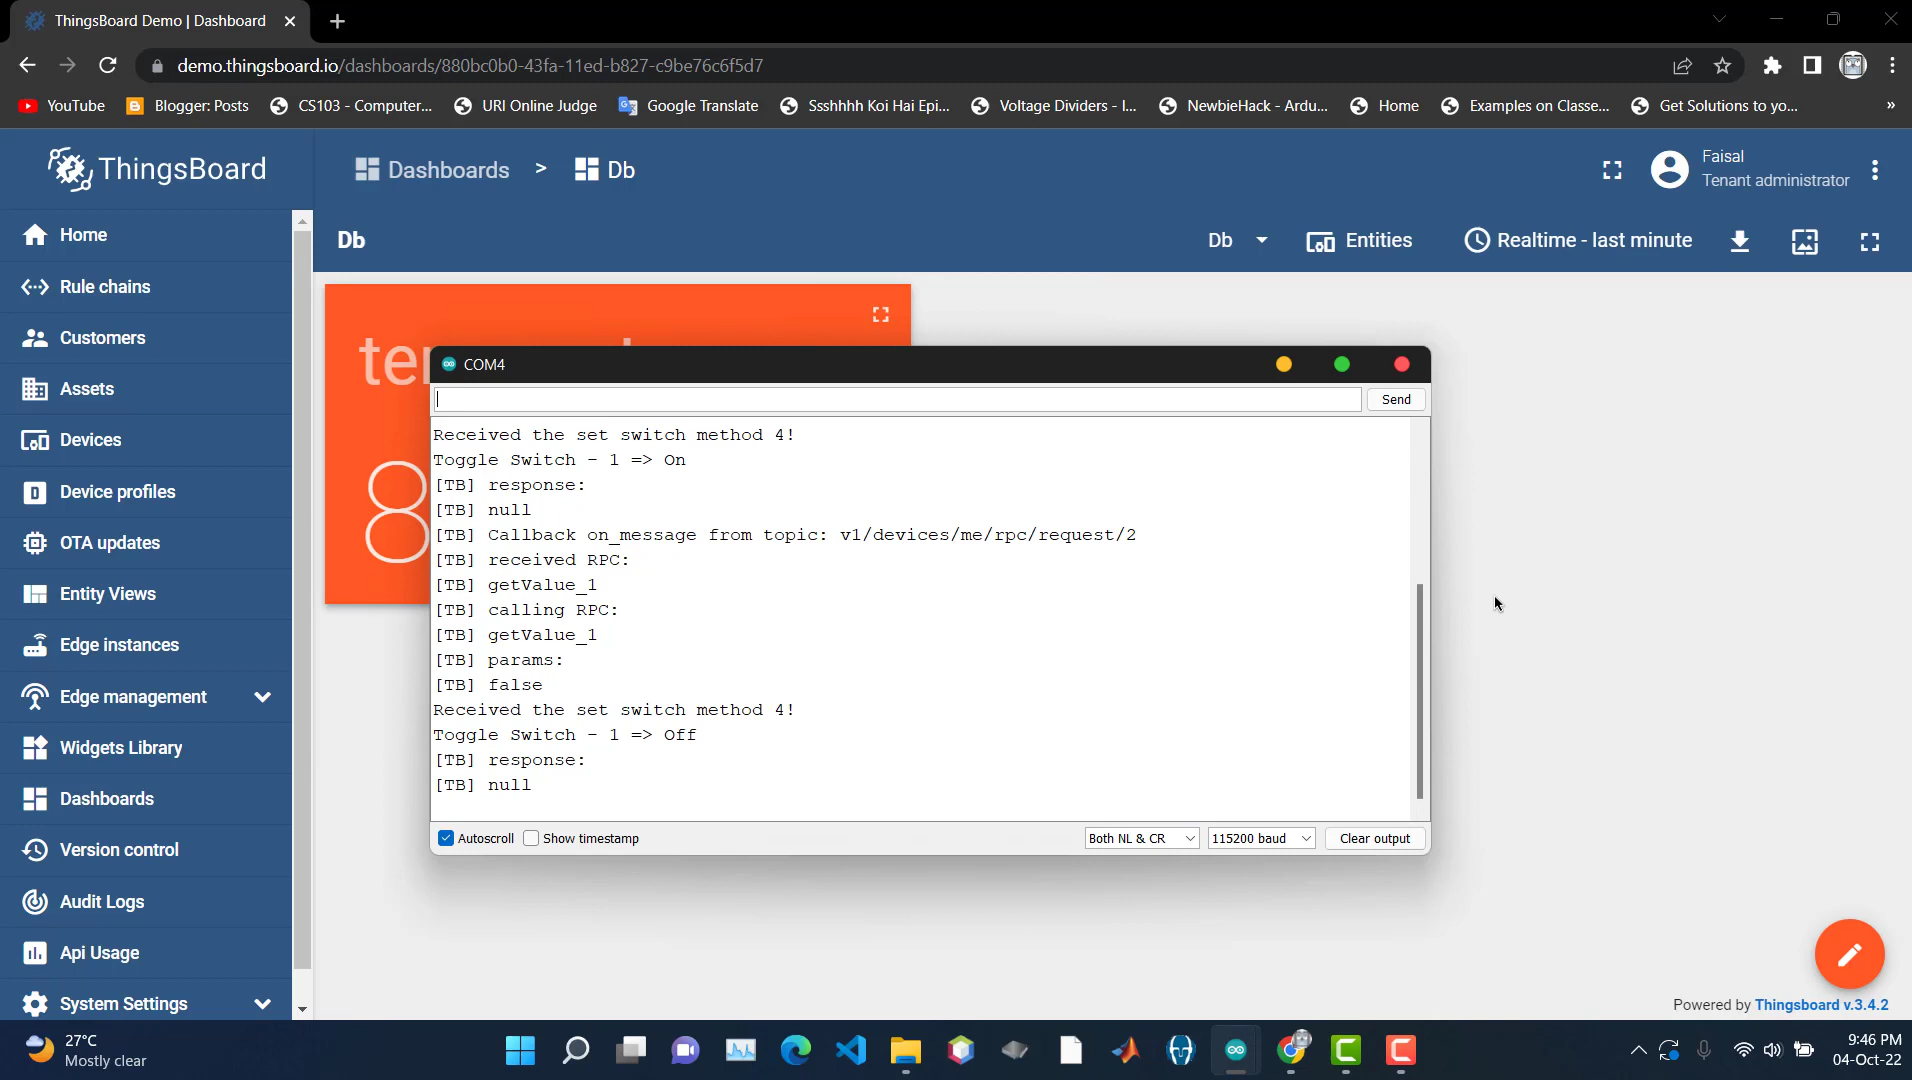 ThingsBoard Demo | Dashboard
demo.thingsboard.io/dashboards/880bc0b0-43fa-11ed-b827-c9be76c6f5d7
YouTube
Blogger: Posts
CS103 - Computer...
URI Online Judge
Google Translate
Ssshhhh Koi Hai Epi...
Voltage Dividers - I...
NewbieHack - Ardu...
Home
Examples on Classe...
Get Solutions to yo...
»
ThingsBoard
Dashboards > Db
Faisal
Tenant administrator
Db
Db
Entities
Realtime - last minute
Home
Rule chains
Customers
Assets
Devices
Device profiles
OTA updates
Entity Views
Edge instances
Edge management
Widgets Library
Dashboards
Version control
Audit Logs
Api Usage
System Settings
8
COM4
Send
Received the set switch method 4!
Toggle Switch - 1 => On
[TB] response:
[TB] null
[TB] Callback on_message from topic: v1/devices/me/rpc/request/2
[TB] received RPC:
[TB] getValue_1
[TB] calling RPC:
[TB] getValue_1
[TB] params:
[TB] false
Received the set switch method 4!
Toggle Switch - 1 => Off
[TB] response:
[TB] null
Autoscroll
Show timestamp
Both NL & CR
115200 baud
Clear output
Powered by Thingsboard v.3.4.2
27°C
Mostly clear
9:46 PM
04-Oct-22